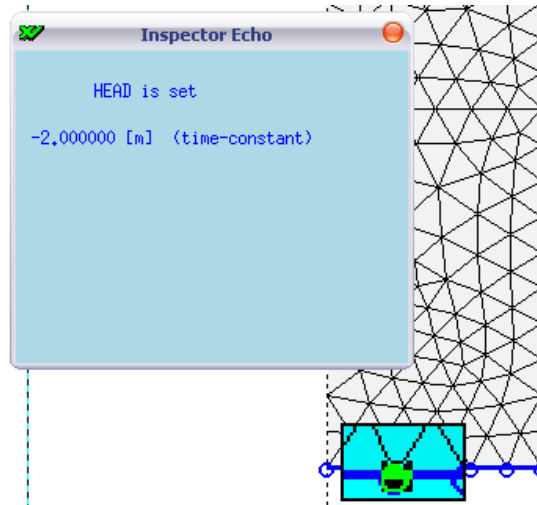 Inspector Echo
HEAD is set
-2.000000 [m] (time-constant)